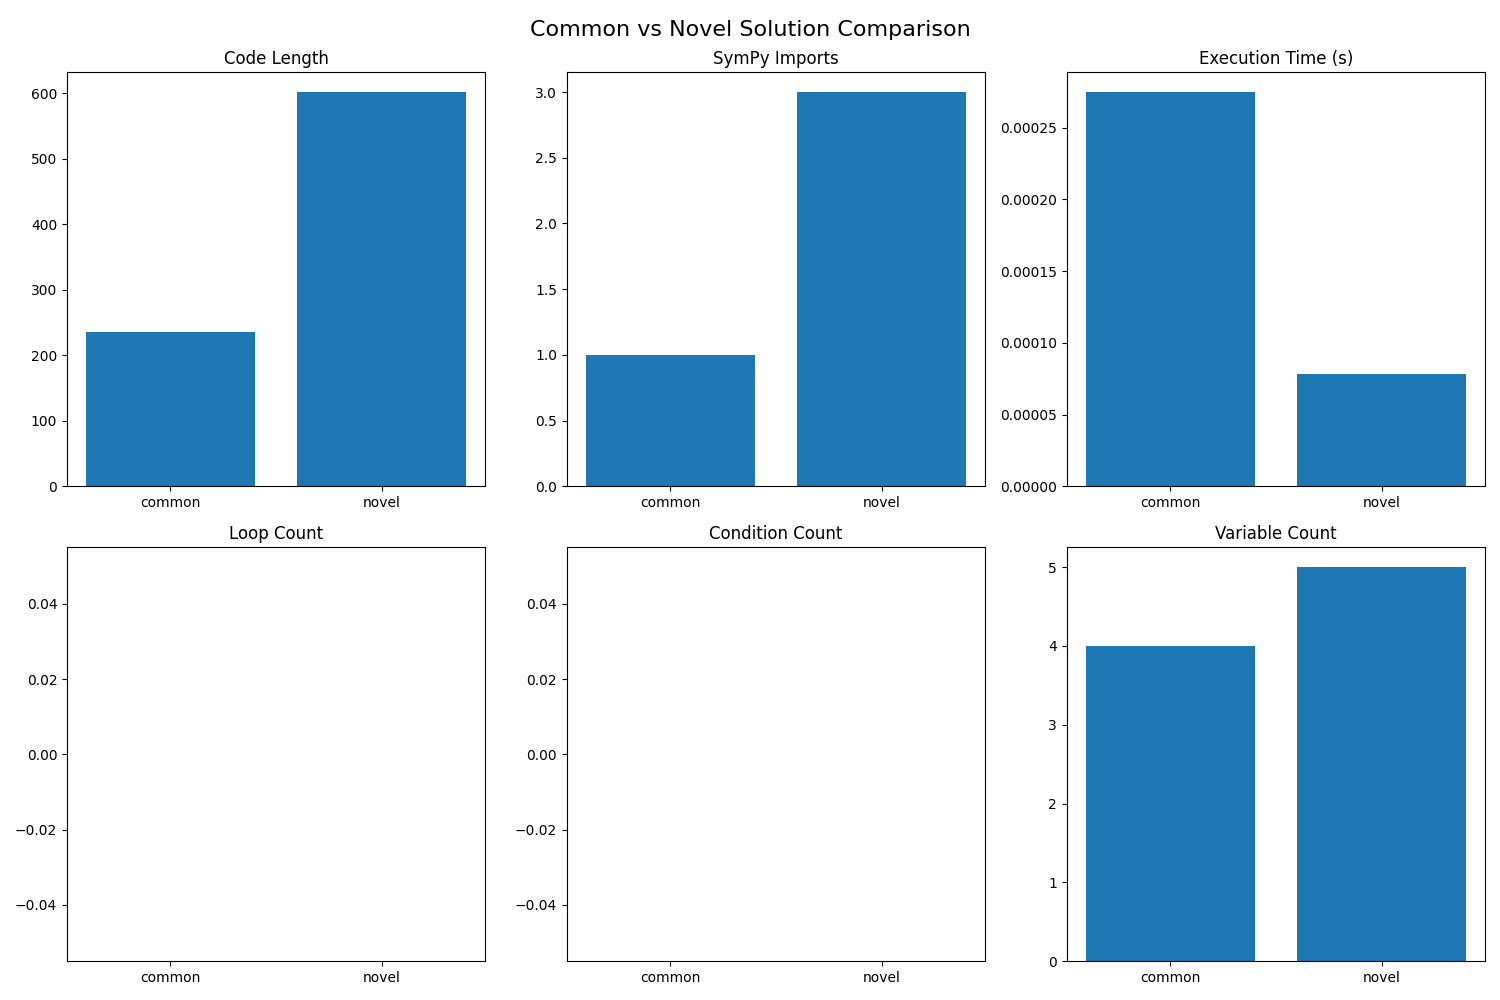 Common vs Novel Solution Comparison
Code Length
600
500
400
300
200
100
0
common novel
SymPy Imports
3.0
2.5
2.0
1.5
1.0
0.5
0.0
common novel
Execution Time (s)
0.00025
0.00020
0.00015
0.00010
0.00005
0.00000
common novel
Loop Count
0.04
0.02
0.00
−0.02
−0.04
common novel
Condition Count
0.04
0.02
0.00
−0.02
−0.04
common novel
Variable Count
5
4
3
2
1
0
common novel